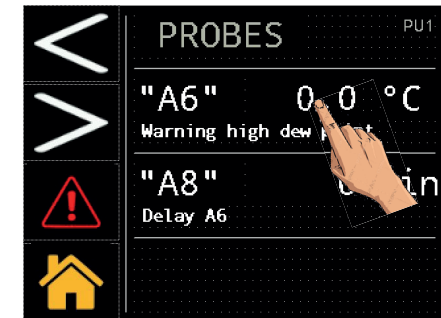 PROBES
PU1
"A6" 0.0 °C
Warning high dew
"A8"
Delay A6